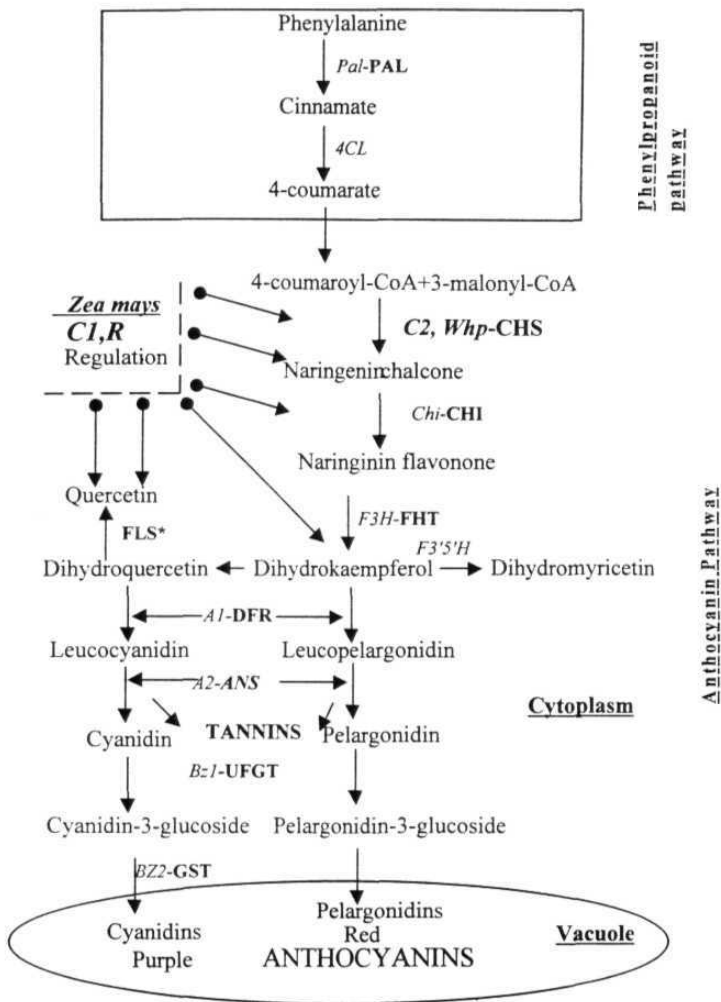 Phenylalanine
Pal-PAL
Cinnamate
4CL
4-coumarate
Phenylpropanoid
pathway
4-coumaroyl-CoA+3-malonyl-CoA
Zea mays
C1,R
Regulation
C2, Whp-CHS
Naringeninchalcone
Chi-CHI
Naringinin flavonone
Quercetin
FLS*
F3H-FHT
F3'5'H
Dihydroquercetin
Dihydrokaempferol
Dihydromyricetin
A1-DFR
Leucocyanidin
Leucopelargonidin
A2-ANS
Cyanidin
TANNINS
Pelargonidin
Bz1-UFGT
Cyanidin-3-glucoside
Pelargonidin-3-glucoside
BZ2-GST
Cyanidins
Purple
Pelargonidins
Red
ANTHOCYANINS
Vacuole
Cytoplasm
Anthocyanin Pathway